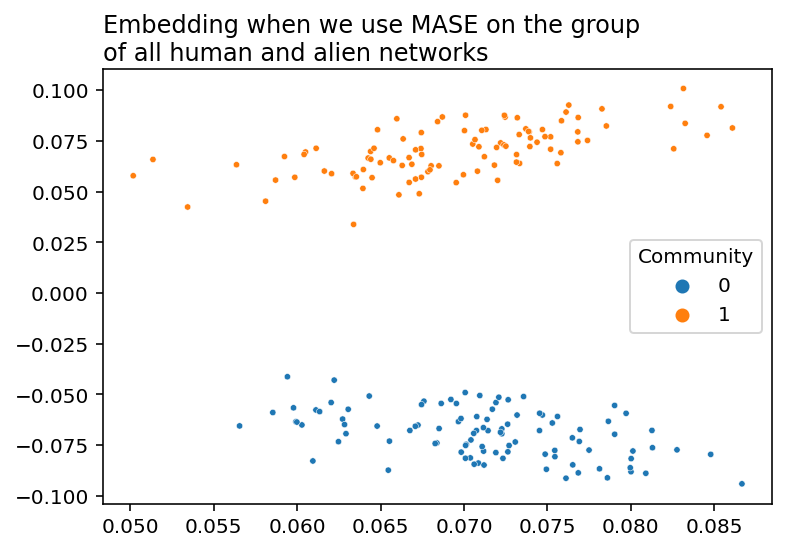 Embedding when we use MASE on the group
of all human and alien networks
0.100
0.075
0.050
0.025
0.000
−0.025
−0.050
−0.075
−0.100
Community
0
1
0.050 0.055 0.060 0.065 0.070 0.075 0.080 0.085